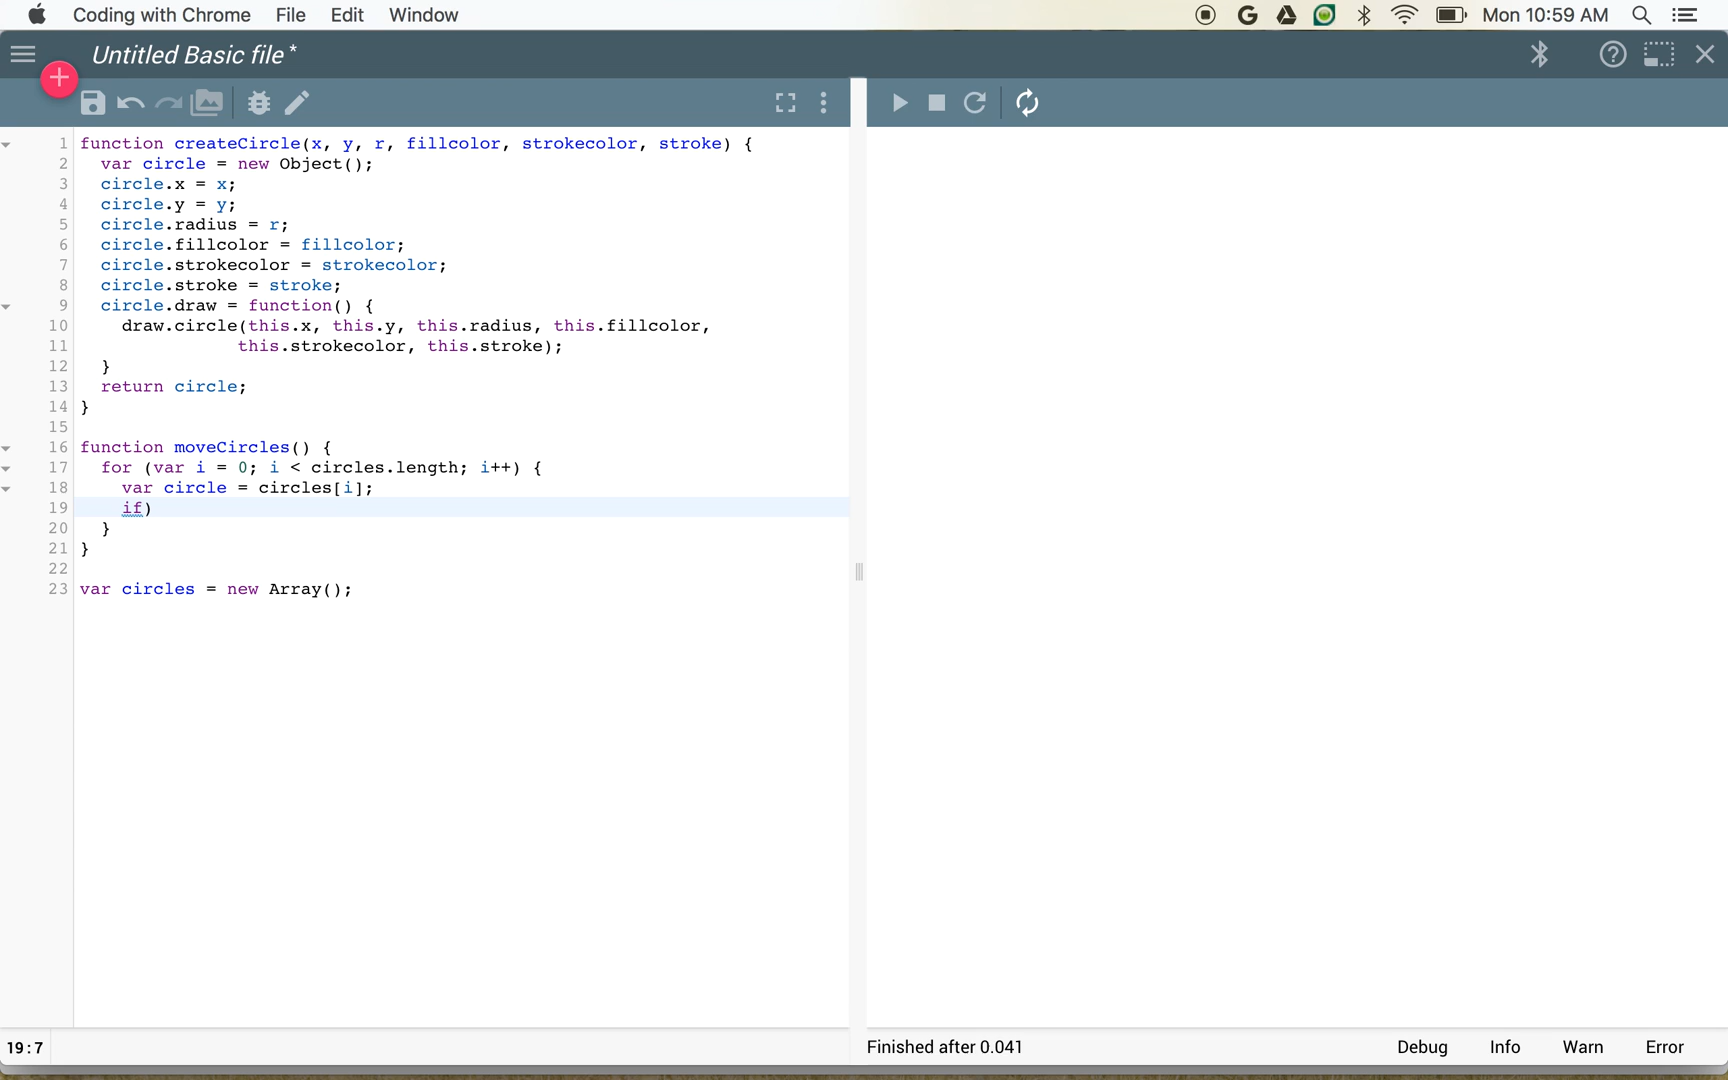 Coding with Chrome File Edit Window Mon 10:59 AM
Untitled Basic file*
1 function createCircle(x, y, r, fillcolor, strokecolor, stroke) {
2 var circle = new Object();
3 circle.x = x;
4 circle.y = y;
5 circle.radius = r;
6 circle.fillcolor = fillcolor;
7 circle.strokecolor = strokecolor;
8 circle.stroke = stroke;
9 circle.draw = function() {
10 draw.circle(this.x, this.y, this.radius, this.fillcolor,
11 this.strokecolor, this.stroke);
12 }
13 return circle;
14 }
15
16 function moveCircles() {
17 for (var i = 0; i < circles.length; i++) {
18 var circle = circles[i];
19 if)
20 }
21 }
22
23 var circles = new Array();
19:7 Finished after 0.041 Debug Info Warn Error